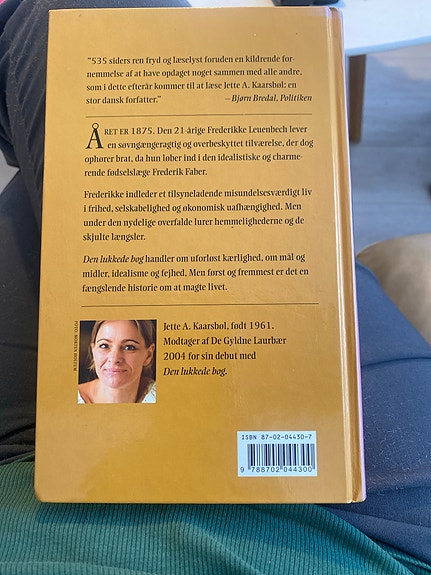 "535 siders ren fryd og læselyst foruden en kildrende for-
nemmelse af at have opdaget noget sammen med alle andre,
som i dette efterår kommer til at læse Jette A. Kaarsbøl: en
stor dansk forfatter."
– Bjørn Bredal, Politiken
ÅRET ER 1875. Den 21-årige Frederikke Leuenbech lever
en søvngængeragtig og overbeskyttet tilværelse, der dog
ophører brat, da hun løber ind i den idealistiske og charme-
rende fødselslæge Frederik Faber.
Frederikke indleder et tilsyneladende misundelsesværdigt liv
i frihed, selskabelighed og økonomisk uafhængighed. Men
under den nydelige overflade lurer hemmelighederne og de
skjulte længsler.
Den lukkede bog handler om uforløst kærlighed, om mål og
midler, idealisme og fejhed. Men først og fremmest er det en
fængslende historie om at magte livet.
FOTO: MORTEN HOLTUM
Jette A. Kaarsbøl, født 1961.
Modtager af De Gyldne Laurbær
2004 for sin debut med
Den lukkede bog.
ISBN 87-02-04430-7
9 788702 044300